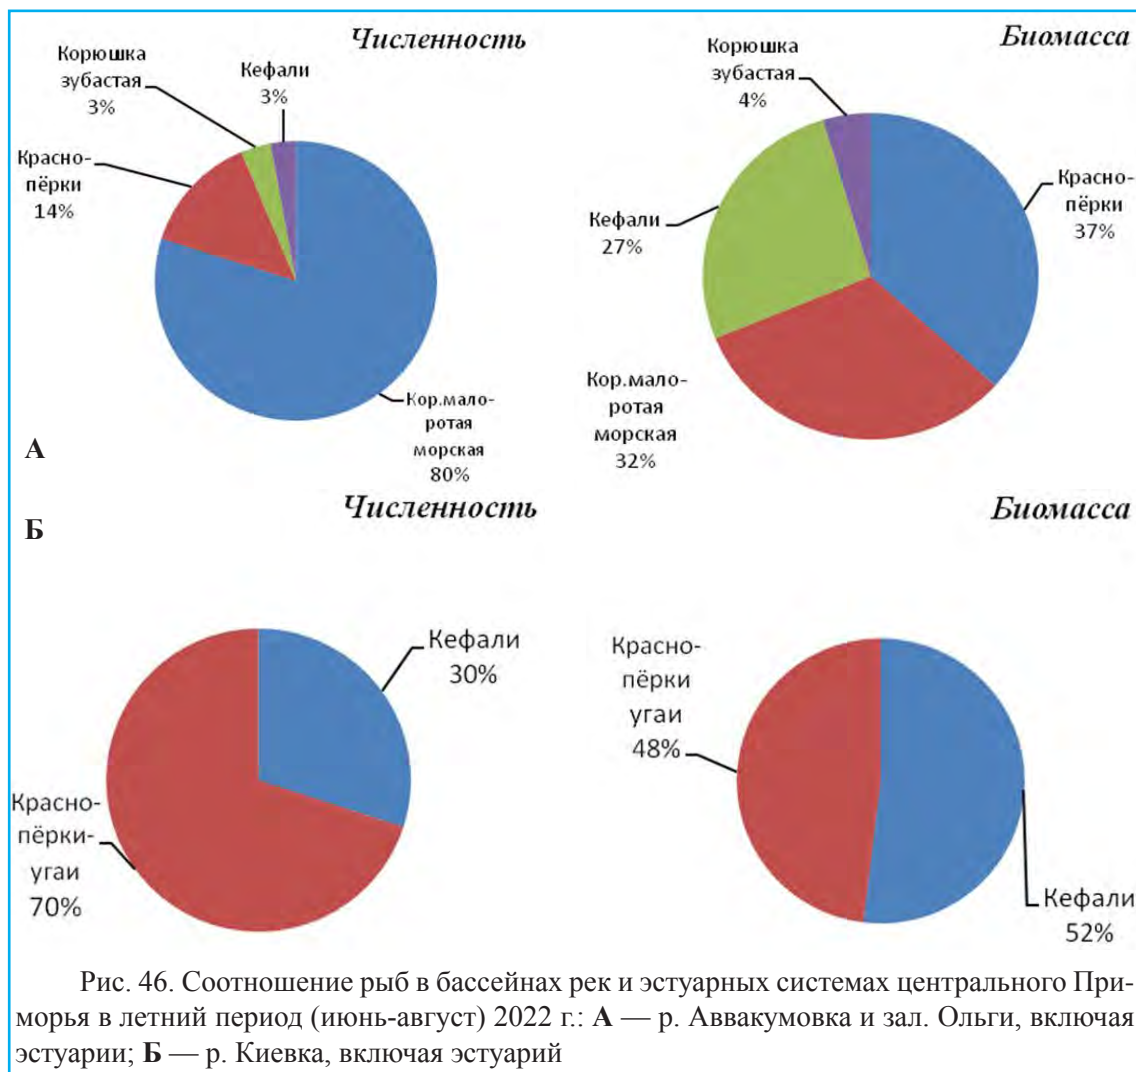 Численность
Корюшка
зубастая
3%
Кефали
3%
Красно-
пёрки
14%
Кор.мало-
ротая
морская
80%
А
Биомасса
Корюшка
зубастая
4%
Красно-
пёрки
37%
Кефали
27%
Кор.мало-
ротая
морская
32%
Б
Численность
Кефали
30%
Красно-
пёрки-
угаи
70%
Биомасса
Красно-
пёрки
угаи
48%
Кефали
52%
Рис. 46. Соотношение рыб в бассейнах рек и эстуарных системах центрального При-
морья в летний период (июнь-август) 2022 г.: А — р. Аввакумовка и зал. Ольги, включая
эстуарии; Б — р. Киевка, включая эстуарий